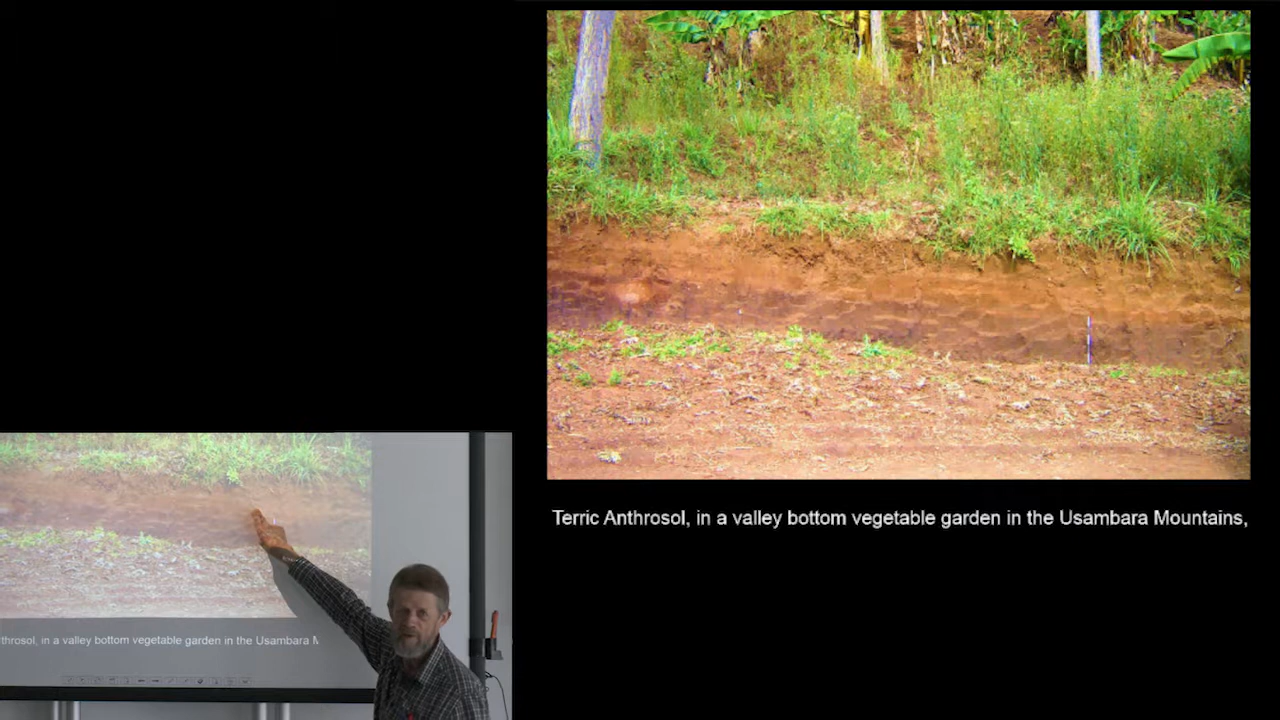 Terric Anthrosol, in a valley bottom vegetable garden in the Usambara Mountains,
throsol, in a valley bottom vegetable garden in the Usambara M